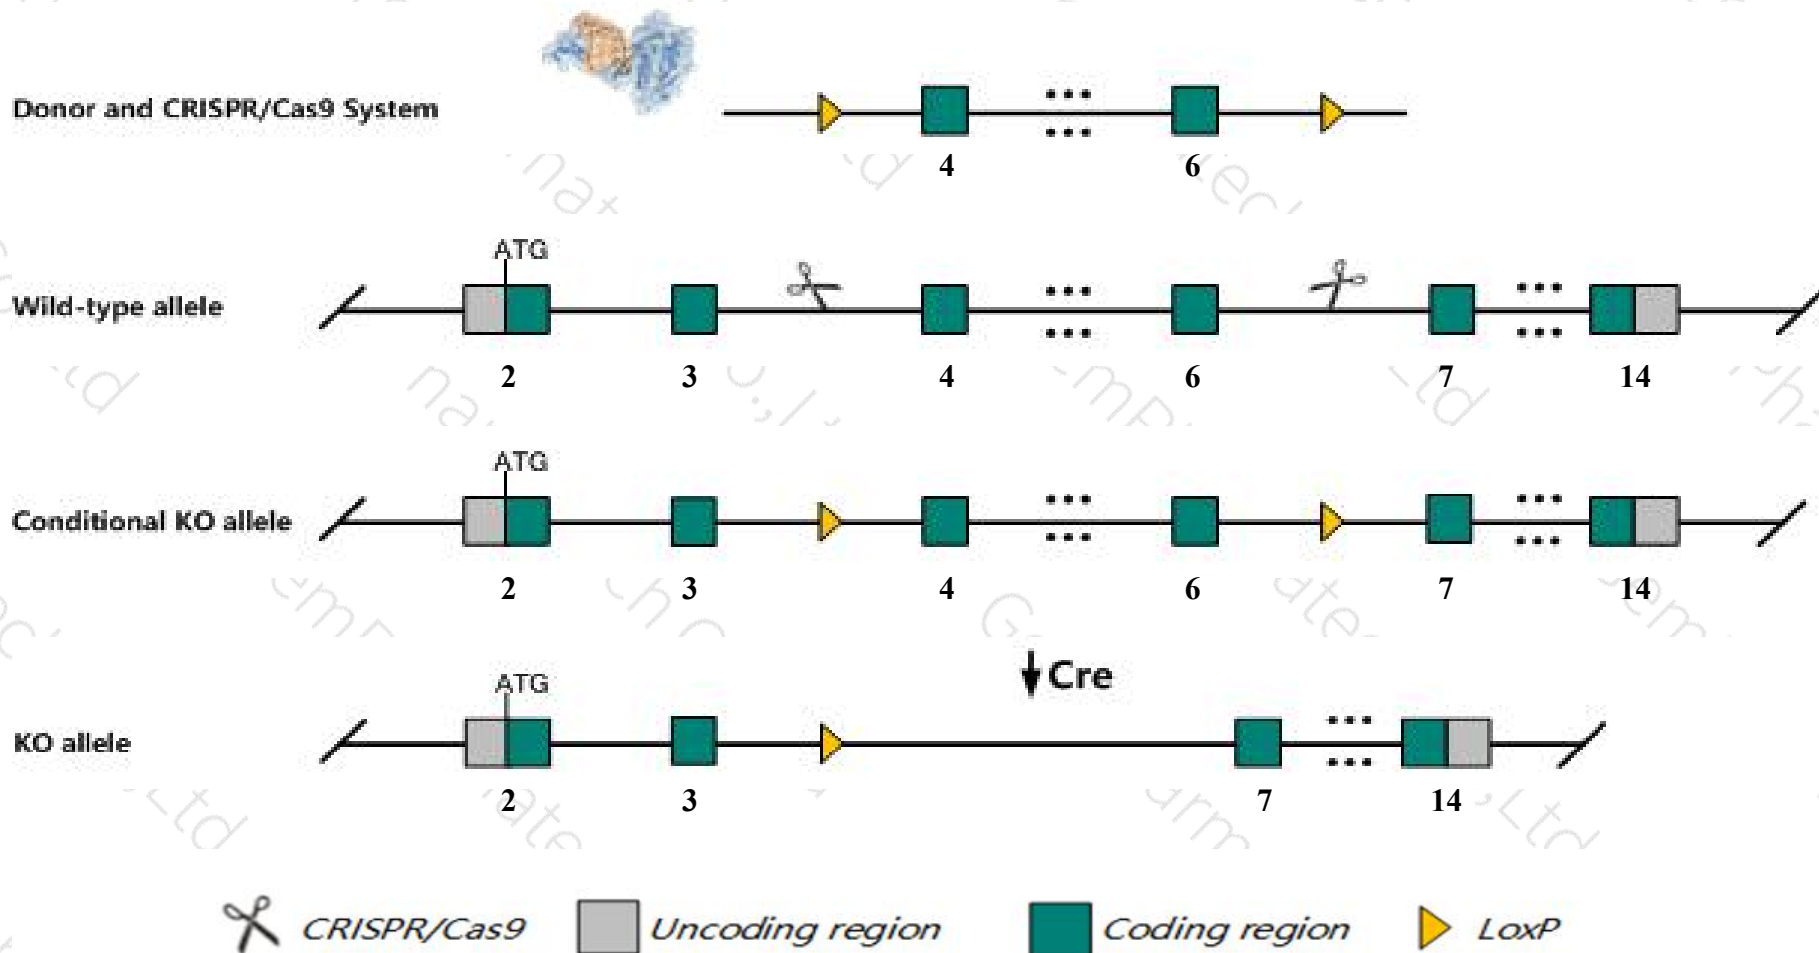 Donor and CRISPR/Cas9 System
4 6
ATG
Wild-type allele
2 3 4 6 7 14
ATG
Conditional KO allele
2 3 4 6 7 14
Cre
ATG
KO allele
2 3 7 14
CRISPR/Cas9 Uncoding region Coding region LoxP